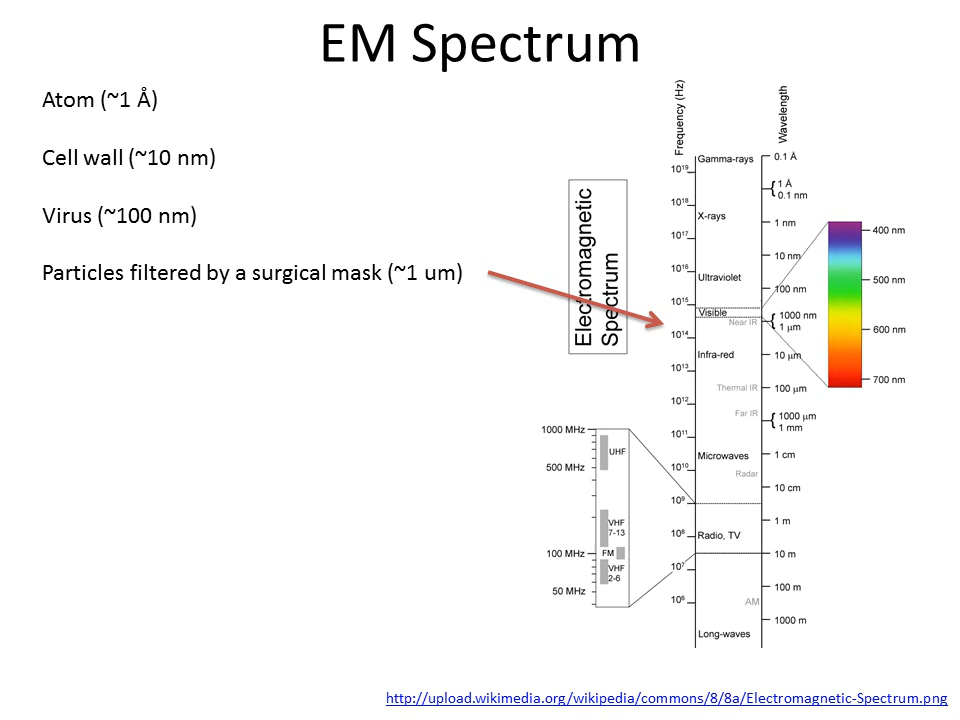 EM Spectrum
Atom (~1 Å)
Cell wall (~10 nm)
Virus (~100 nm)
Particles filtered by a surgical mask (~1 um)
Electromagnetic
Spectrum
Frequency (Hz)
Wavelength
10¹⁹
10¹⁸
10¹⁷
10¹⁶
10¹⁵
10¹⁴
10¹³
10¹²
10¹¹
10¹⁰
10⁹
10⁸
10⁷
10⁶
Gamma-rays
X-rays
Ultraviolet
Visible
Near IR
Infra-red
Thermal IR
Far IR
Microwaves
Radar
Radio, TV
AM
Long-waves
0.1 Å
1 Å
0.1 nm
1 nm
10 nm
100 nm
1000 nm
1 µm
10 µm
100 µm
1000 µm
1 mm
1 cm
10 cm
1 m
10 m
100 m
1000 m
400 nm
500 nm
600 nm
700 nm
1000 MHz
500 MHz
100 MHz
50 MHz
UHF
VHF
7-13
FM
VHF
2-6
http://upload.wikimedia.org/wikipedia/commons/8/8a/Electromagnetic-Spectrum.png